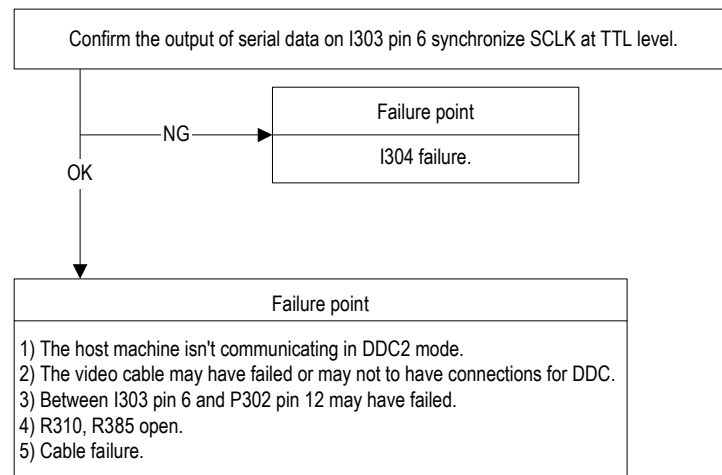 Confirm the output of serial data on I303 pin 6 synchronize SCLK at TTL level.
Failure point
NG
I304 failure.
OK
Failure point
1) The host machine isn't communicating in DDC2 mode.
2) The video cable may have failed or may not to have connections for DDC.
3) Between I303 pin 6 and P302 pin 12 may have failed.
4) R310, R385 open.
5) Cable failure.